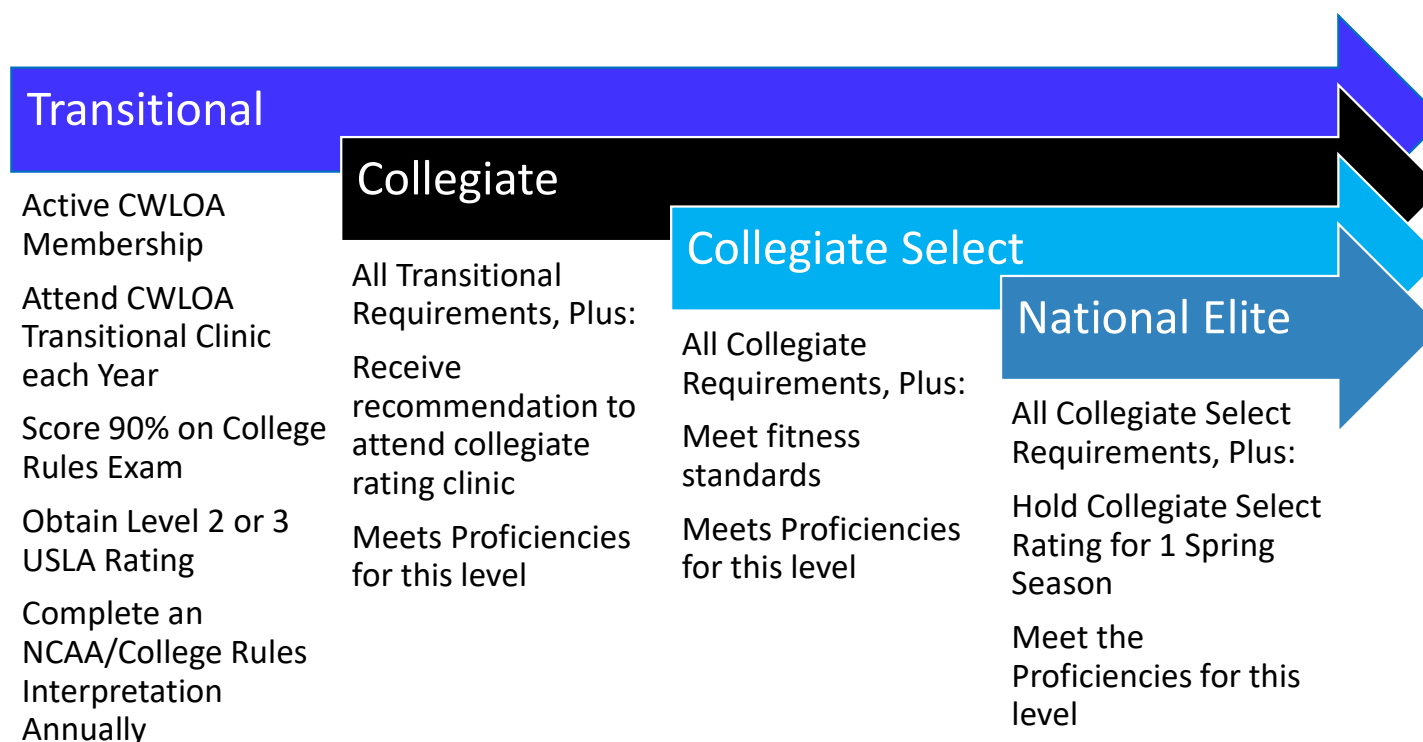 Transitional
Active CWLOA
Membership
Attend CWLOA
Transitional Clinic
each Year
Score 90% on College
Rules Exam
Obtain Level 2 or 3
USLA Rating
Complete an
NCAA/College Rules
Interpretation
Annually
Collegiate
All Transitional
Requirements, Plus:
Receive
recommendation to
attend collegiate
rating clinic
Meets Proficiencies
for this level
Collegiate Select
All Collegiate
Requirements, Plus:
Meet fitness
standards
Meets Proficiencies
for this level
National Elite
All Collegiate Select
Requirements, Plus:
Hold Collegiate Select
Rating for 1 Spring
Season
Meet the
Proficiencies for this
level